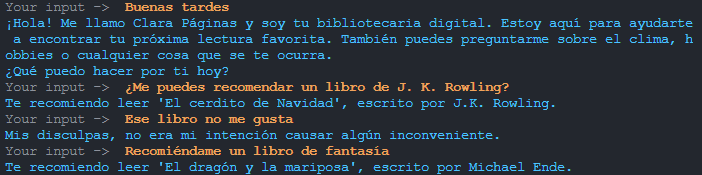 Your input ->  Buenas tardes
¡Hola! Me llamo Clara Páginas y soy tu bibliotecaria digital. Estoy aquí para ayudarte
 a encontrar tu próxima lectura favorita. También puedes preguntarme sobre el clima, h
obbies o cualquier cosa que se te ocurra.
¿Qué puedo hacer por ti hoy?
Your input ->  ¿Me puedes recomendar un libro de J. K. Rowling?
Te recomiendo leer 'El cerdito de Navidad', escrito por J.K. Rowling.
Your input ->  Ese libro no me gusta
Mis disculpas, no era mi intención causar algún inconveniente.
Your input ->  Recomiéndame un libro de fantasía
Te recomiendo leer 'El dragón y la mariposa', escrito por Michael Ende.